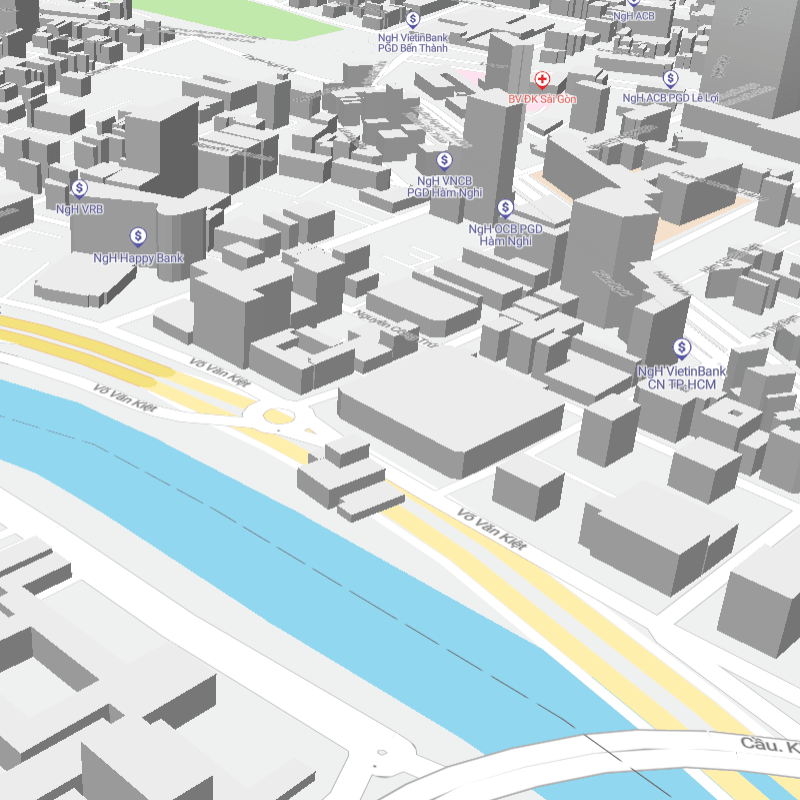 NgH ACB
NgH VietinBank
PGD Bến Thành
BV ĐK Sài Gòn
NgH ACB PGD Lê Lợi
NgH VNCB
PGD Hàm Nghi
NgH VRB
NgH OCB PGD
Hàm Nghi
NgH Happy Bank
Nguyễn Công Trứ
Võ Văn Kiệt
NgH VietinBank
CN TP. HCM
Võ Văn Kiệt
Võ Văn Kiệt
Cầu. K